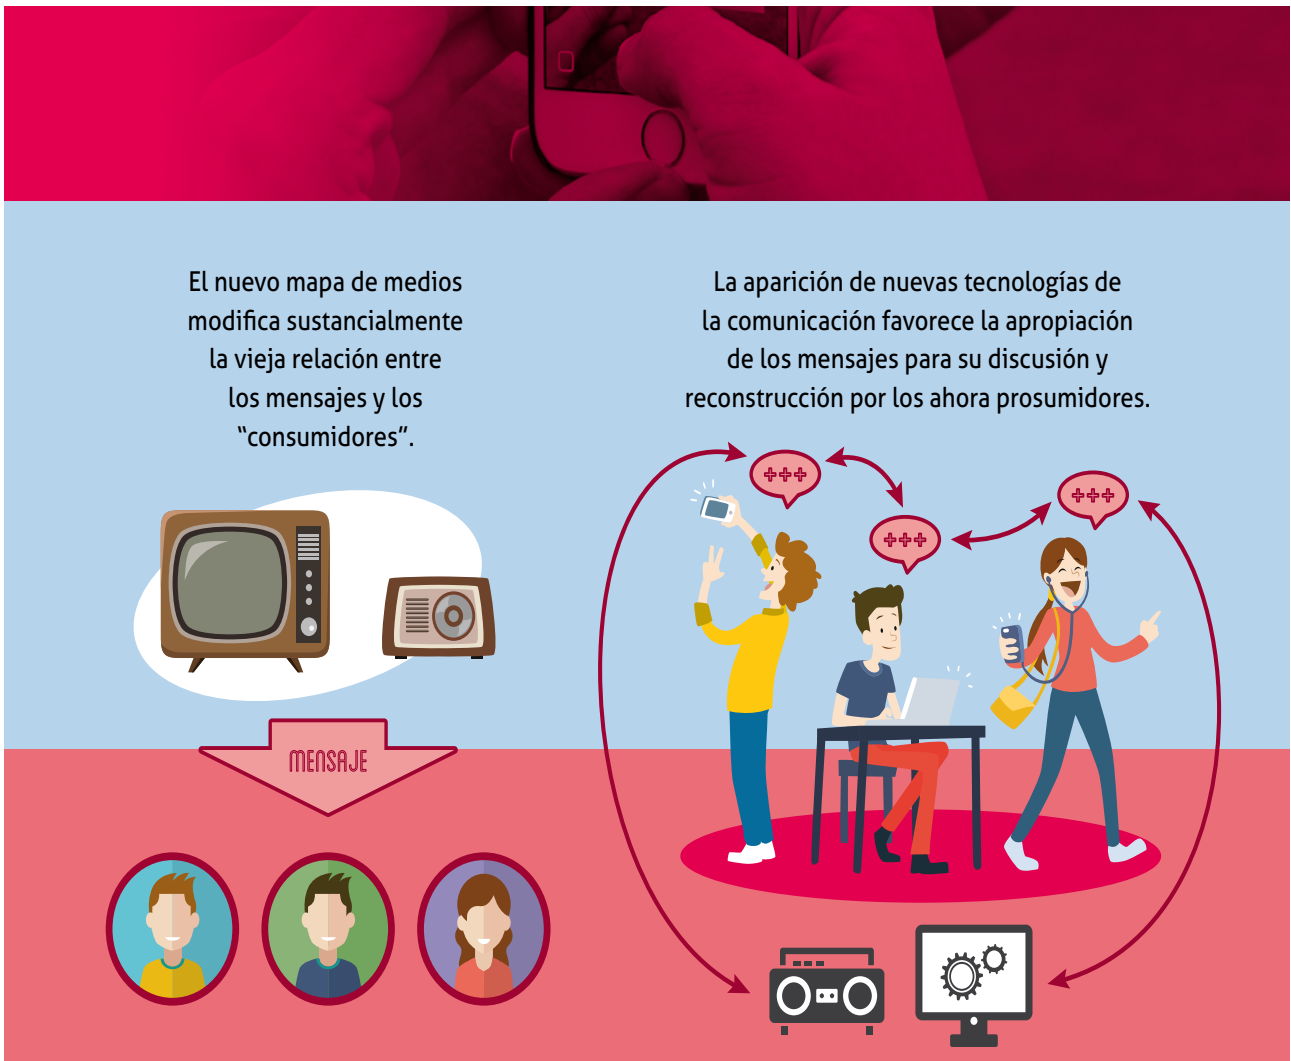 El nuevo mapa de medios
modifica sustancialmente
la vieja relación entre
los mensajes y los
“consumidores”.
La aparición de nuevas tecnologías de
la comunicación favorece la apropiación
de los mensajes para su discusión y
reconstrucción por los ahora prosumidores.
+++
+++
+++
MENSAJE